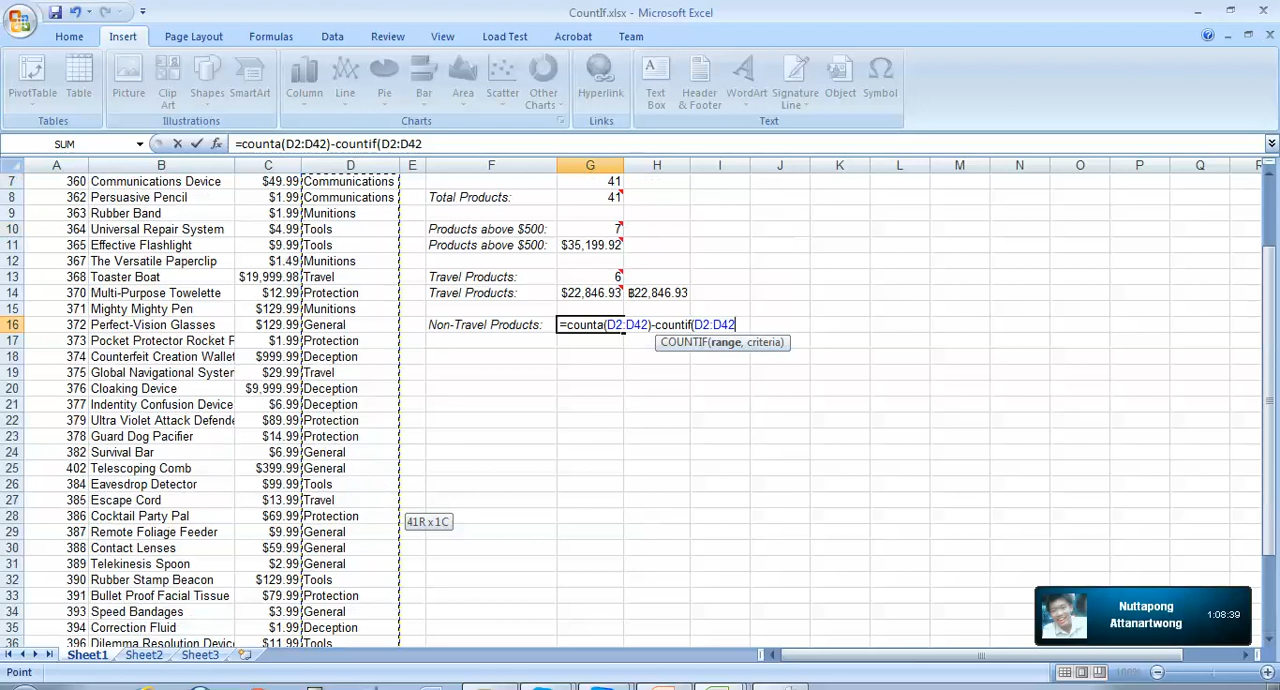 CountIf.xlsx - Microsoft Excel
Home Insert Page Layout Formulas Data Review View Load Test Acrobat Team
PivotTable Table Picture Clip Art Shapes SmartArt Column Line Pie Bar Area Scatter Other Charts Hyperlink Text Box Header & Footer WordArt Signature Line Object Symbol
Tables Illustrations Charts Links Text
SUM fx =counta(D2:D42)-countif(D2:D42
A B C D E F G H I J K L M N O P
7 360 Communications Device $49.99 Communications 41
8 362 Persuasive Pencil $1.99 Communications Total Products: 41
9 363 Rubber Band $1.99 Munitions
10 364 Universal Repair System $4.99 Tools Products above $500: 7
11 365 Effective Flashlight $9.99 Tools Products above $500: $35,199.92
12 367 The Versatile Paperclip $1.49 Munitions
13 368 Toaster Boat $19,999.98 Travel Travel Products: 6
14 370 Multi-Purpose Towelette $12.99 Protection Travel Products: $22,846.93 ฿22,846.93
15 371 Mighty Mighty Pen $129.99 Munitions
16 372 Perfect-Vision Glasses $129.99 General Non-Travel Products: =counta(D2:D42)-countif(D2:D42
COUNTIF(range, criteria)
17 373 Pocket Protector Rocket P $1.99 Protection
18 374 Counterfeit Creation Wallet $999.99 Deception
19 375 Global Navigational System $29.99 Travel
20 376 Cloaking Device $9,999.99 Deception
21 377 Indentity Confusion Device $6.99 Deception
22 379 Ultra Violet Attack Defende $89.99 Protection
23 378 Guard Dog Pacifier $14.99 Protection
24 382 Survival Bar $6.99 General
25 402 Telescoping Comb $399.99 General
26 384 Eavesdrop Detector $99.99 Tools
27 385 Escape Cord $13.99 Travel
28 386 Cocktail Party Pal $69.99 Protection 41R x 1C
29 387 Remote Foliage Feeder $9.99 General
30 388 Contact Lenses $59.99 General
31 389 Telekinesis Spoon $2.99 General
32 390 Rubber Stamp Beacon $129.99 Tools
33 391 Bullet Proof Facial Tissue $79.99 Protection
34 393 Speed Bandages $3.99 General
35 394 Correction Fluid $1.99 Deception
36 396 Dilemma Resolution Device $11.99 Tools
Nuttapong
Attanartwong
1:08:39
Sheet1 Sheet2 Sheet3
Point 100%